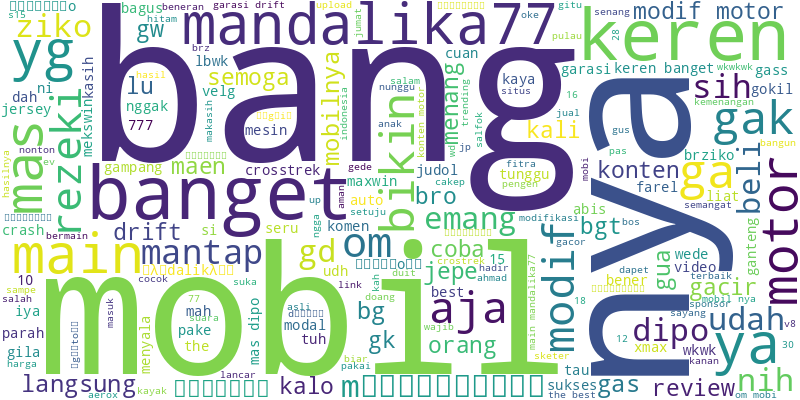 bang
mobil
nya
mandalika77
keren
banget
main
motor
ya
yg
ziko
gw
bagus
hitam
beneran
garasi drift
upload
oke
gitu
senang
modif motor
jumat
brz
lbwk
semoga
cuan
kaya
situs
garasi
keren banget
gass
pulau
28
wkwkwk
lu
kasih
ni
dah
jersey
nggak
velg
hasil
777
makasih
mesin
mobilnya
indonesia
nunggu
salam
anak
menang
konten motor
trending
salfok
wd
jp
kali
jual
16
sih
gokil
kemenangan
gak
mas
rezeki
mekswin
nonton
ev
hasilnya
gampang
maen
crosstrek
bikin
judol
maxwin
auto
gede
aman
bro
cakep
fitra
tunggu
pengen
gus
pas
konten
farel
mobi
brziko
bangun
ga
liat
semangat
beli
crash
bermain
drift
si
seru
up
ngga
setuju
komen
emang
modifikasi
abis
bgt
bos
gacor
ganteng
mantap
gd
om
coba
jepe
crostrek
15
hadir
ahmad
modif
gua
wede
video
terbaik
dapet
bener
gacir
mobil nya
10
sampe
salah
iya
parah
gila
harga
masuk
cocok
udh
suka
link
kah
duit
doang
best
aja
orang
main mandalika77
18
sponsor
sayang
udah
dipo
v8
12
kanan
30
menyala
77
suara
mah
pake
the
mas dipo
asli
modal
tuh
biar
bg
gk
wajib
pakai
sketer
tau
xmax
wkwk
nih
langsung
aerox
kayak
lancar
kalo
sukses
the best
gas
review
om mobi